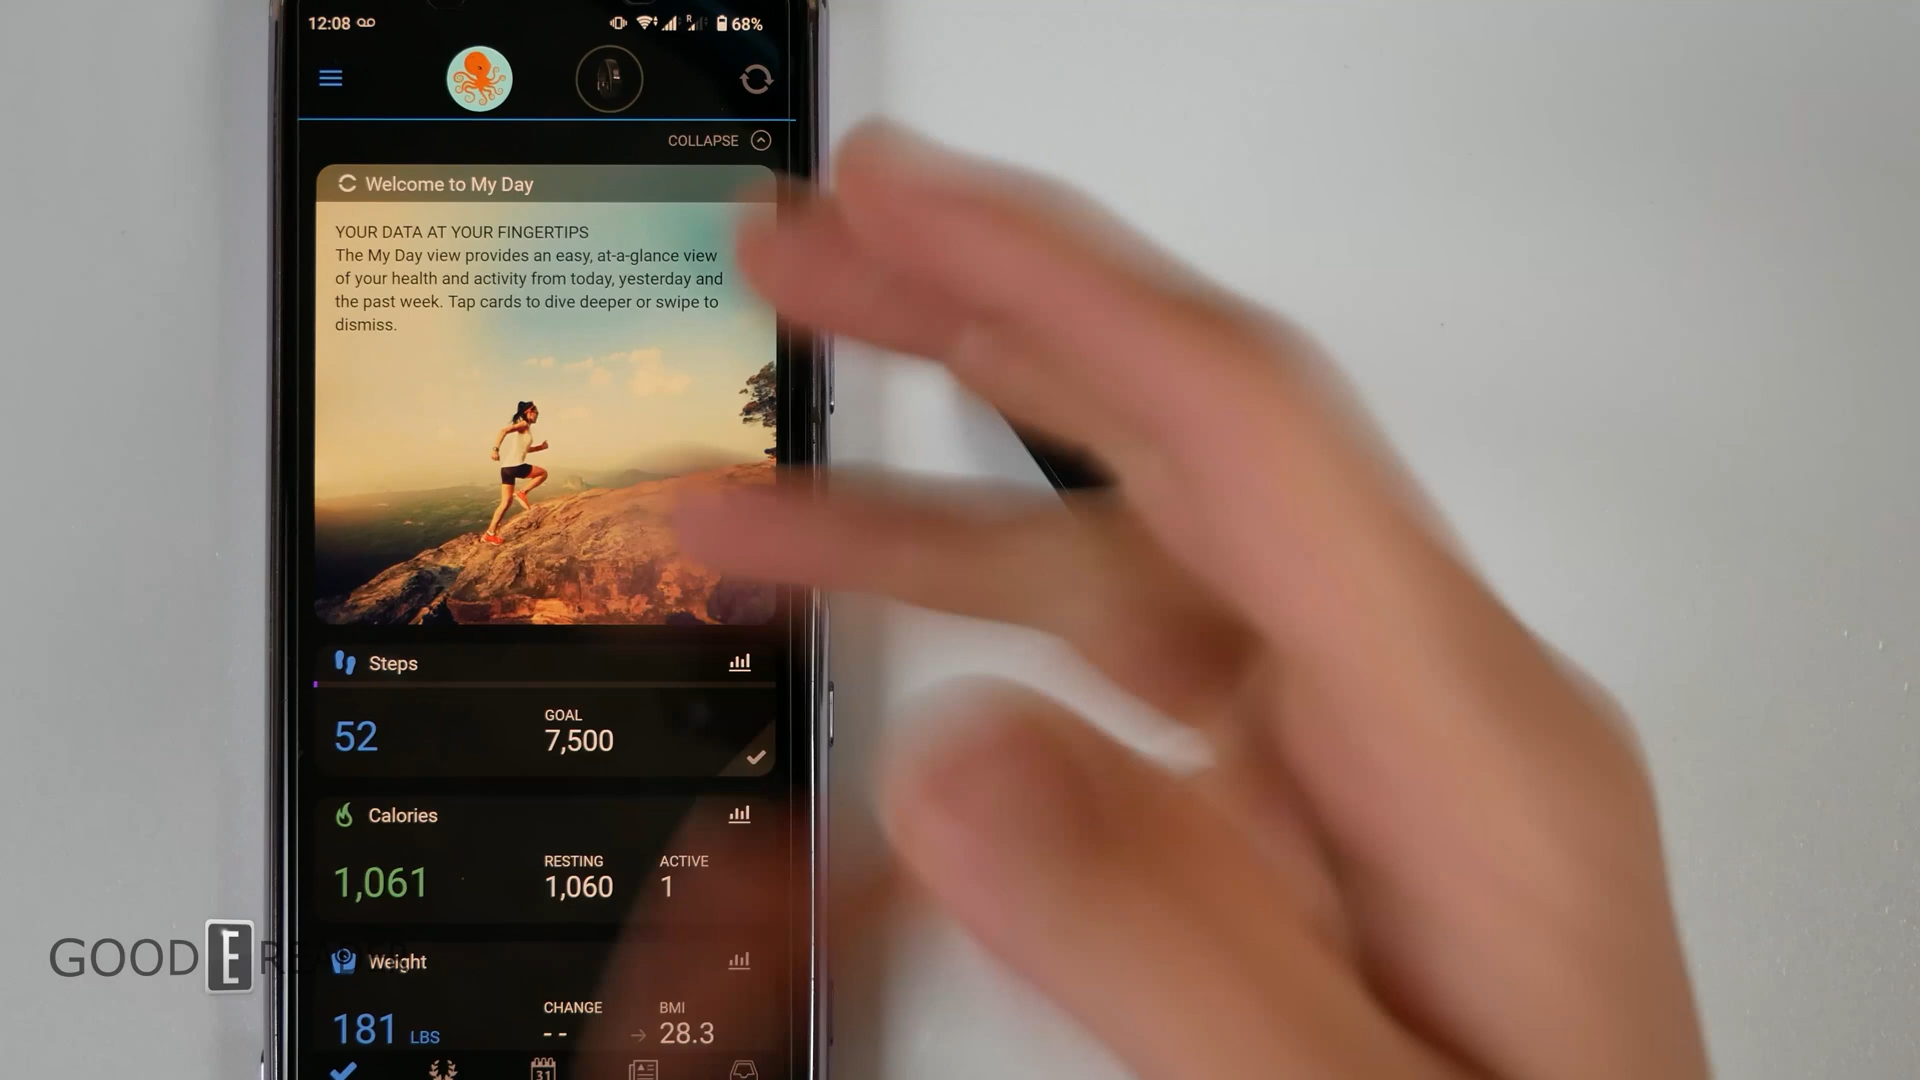 12:08
R
68%
COLLAPSE
Welcome to My Day
YOUR DATA AT YOUR FINGERTIPS
The My Day view provides an easy, at-a-glance view
of your health and activity from today, yesterday and
the past week. Tap cards to dive deeper or swipe to
dismiss.
Steps
52
GOAL
7,500
Calories
1,061
RESTING
1,060
ACTIVE
1
Weight
181 LBS
CHANGE
--
BMI
28.3
31
GOOD E READER